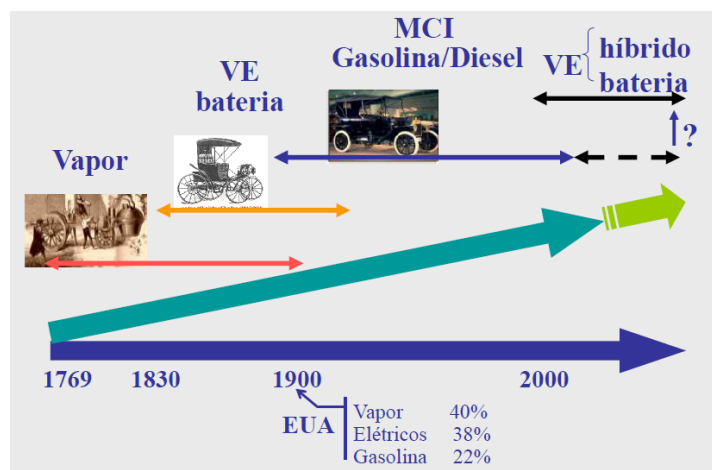 MCI
Gasolina/Diesel
VE
híbrido
bateria
VE
bateria
?
Vapor
1769
1830
1900
2000
EUA
Vapor 40%
Elétricos 38%
Gasolina 22%